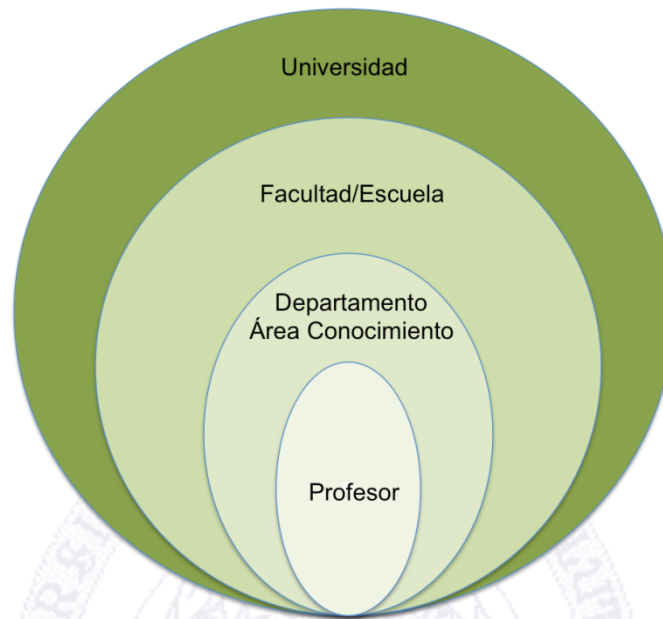 Universidad
Facultad/Escuela
Departamento
Área Conocimiento
Profesor